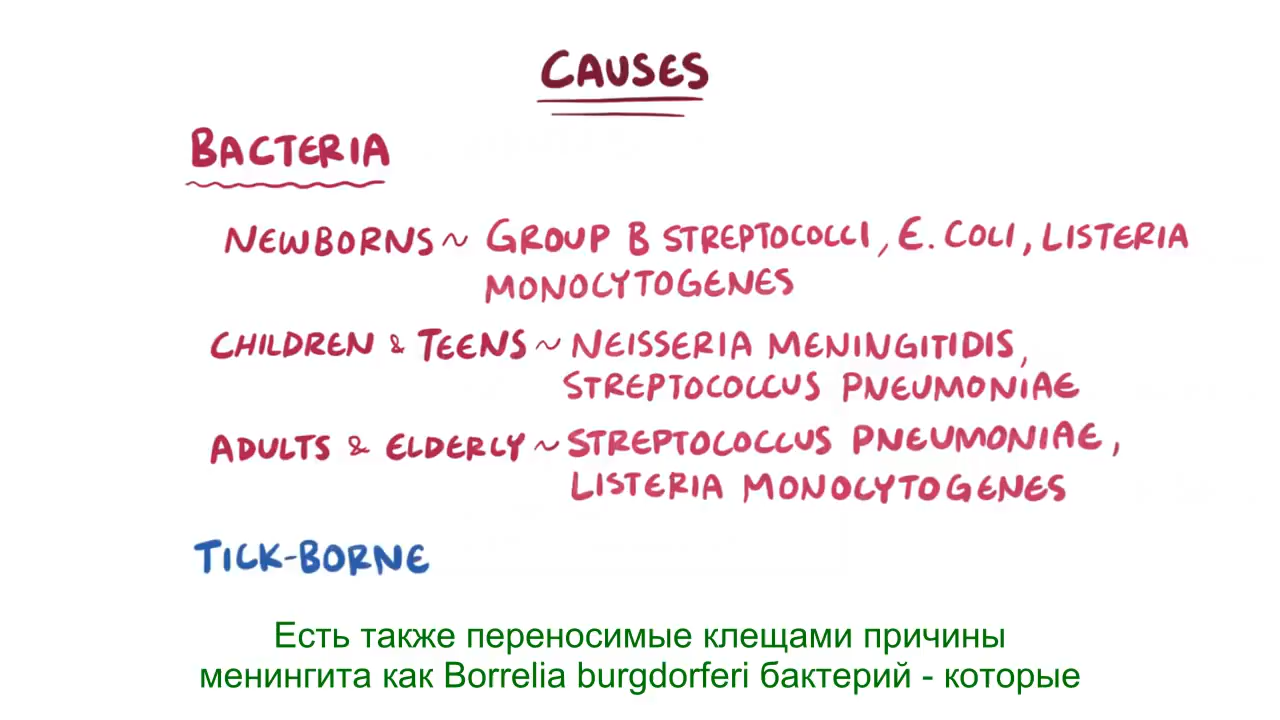 CAUSES
BACTERIA
NEWBORNS ~ GROUP B STREPTOCOCCI, E. COLI, LISTERIA
MONOCYTOGENES
CHILDREN & TEENS ~ NEISSERIA MENINGITIDIS,
STREPTOCOCCUS PNEUMONIAE
ADULTS & ELDERLY ~ STREPTOCOCCUS PNEUMONIAE,
LISTERIA MONOCYTOGENES
TICK-BORNE
Есть также переносимые клещами причины
менингита как Borrelia burgdorferi бактерий - которые